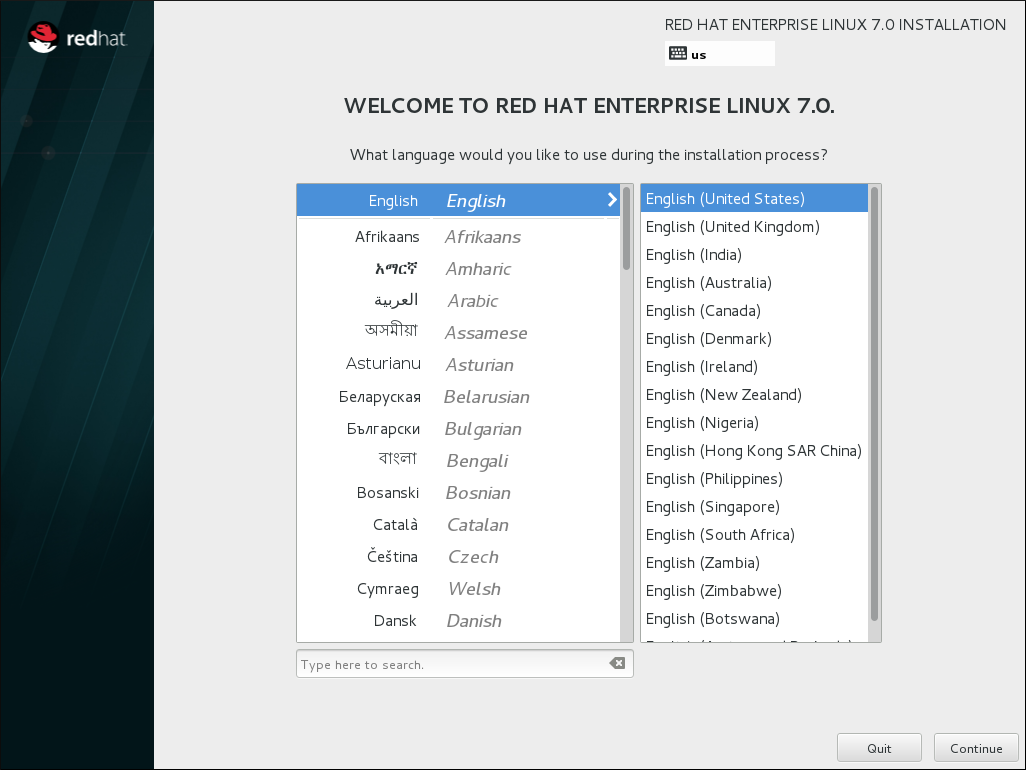 redhat.
RED HAT ENTERPRISE LINUX 7.0 INSTALLATION
us
WELCOME TO RED HAT ENTERPRISE LINUX 7.0.
What language would you like to use during the installation process?
English English
Afrikaans Afrikaans
አማርኛ Amharic
العربية Arabic
অসমীয়া Assamese
Asturianu Asturian
Беларуская Belarusian
Български Bulgarian
বাংলা Bengali
Bosanski Bosnian
Català Catalan
Čeština Czech
Cymraeg Welsh
Dansk Danish
Type here to search.
English (United States)
English (United Kingdom)
English (India)
English (Australia)
English (Canada)
English (Denmark)
English (Ireland)
English (New Zealand)
English (Nigeria)
English (Hong Kong SAR China)
English (Philippines)
English (Singapore)
English (South Africa)
English (Zambia)
English (Zimbabwe)
English (Botswana)
Quit
Continue